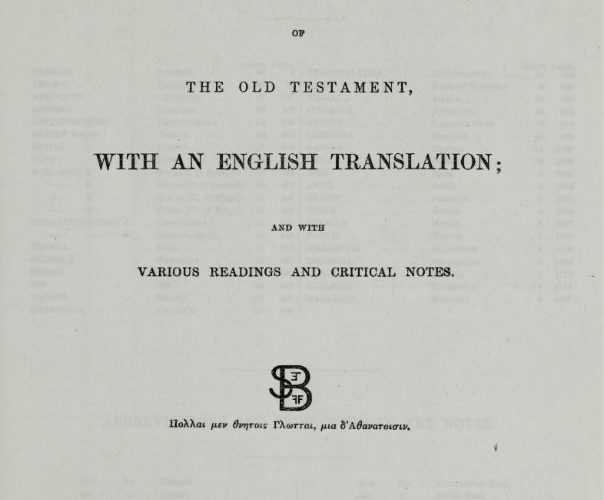 OF
THE OLD TESTAMENT,
WITH AN ENGLISH TRANSLATION;
AND WITH
VARIOUS READINGS AND CRITICAL NOTES.
SB
Πολλαι μεν θνητοις Γλωτται, μια δ'Αθανατοισιν.